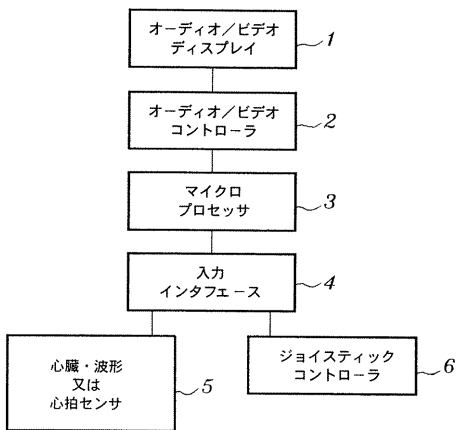 オーディオ／ビデオ
ディスプレイ
1
オーディオ／ビデオ
コントローラ
2
マイクロ
プロセッサ
3
入力
インタフェース
4
心臓・波形
又は
心拍センサ
5
ジョイスティック
コントローラ
6